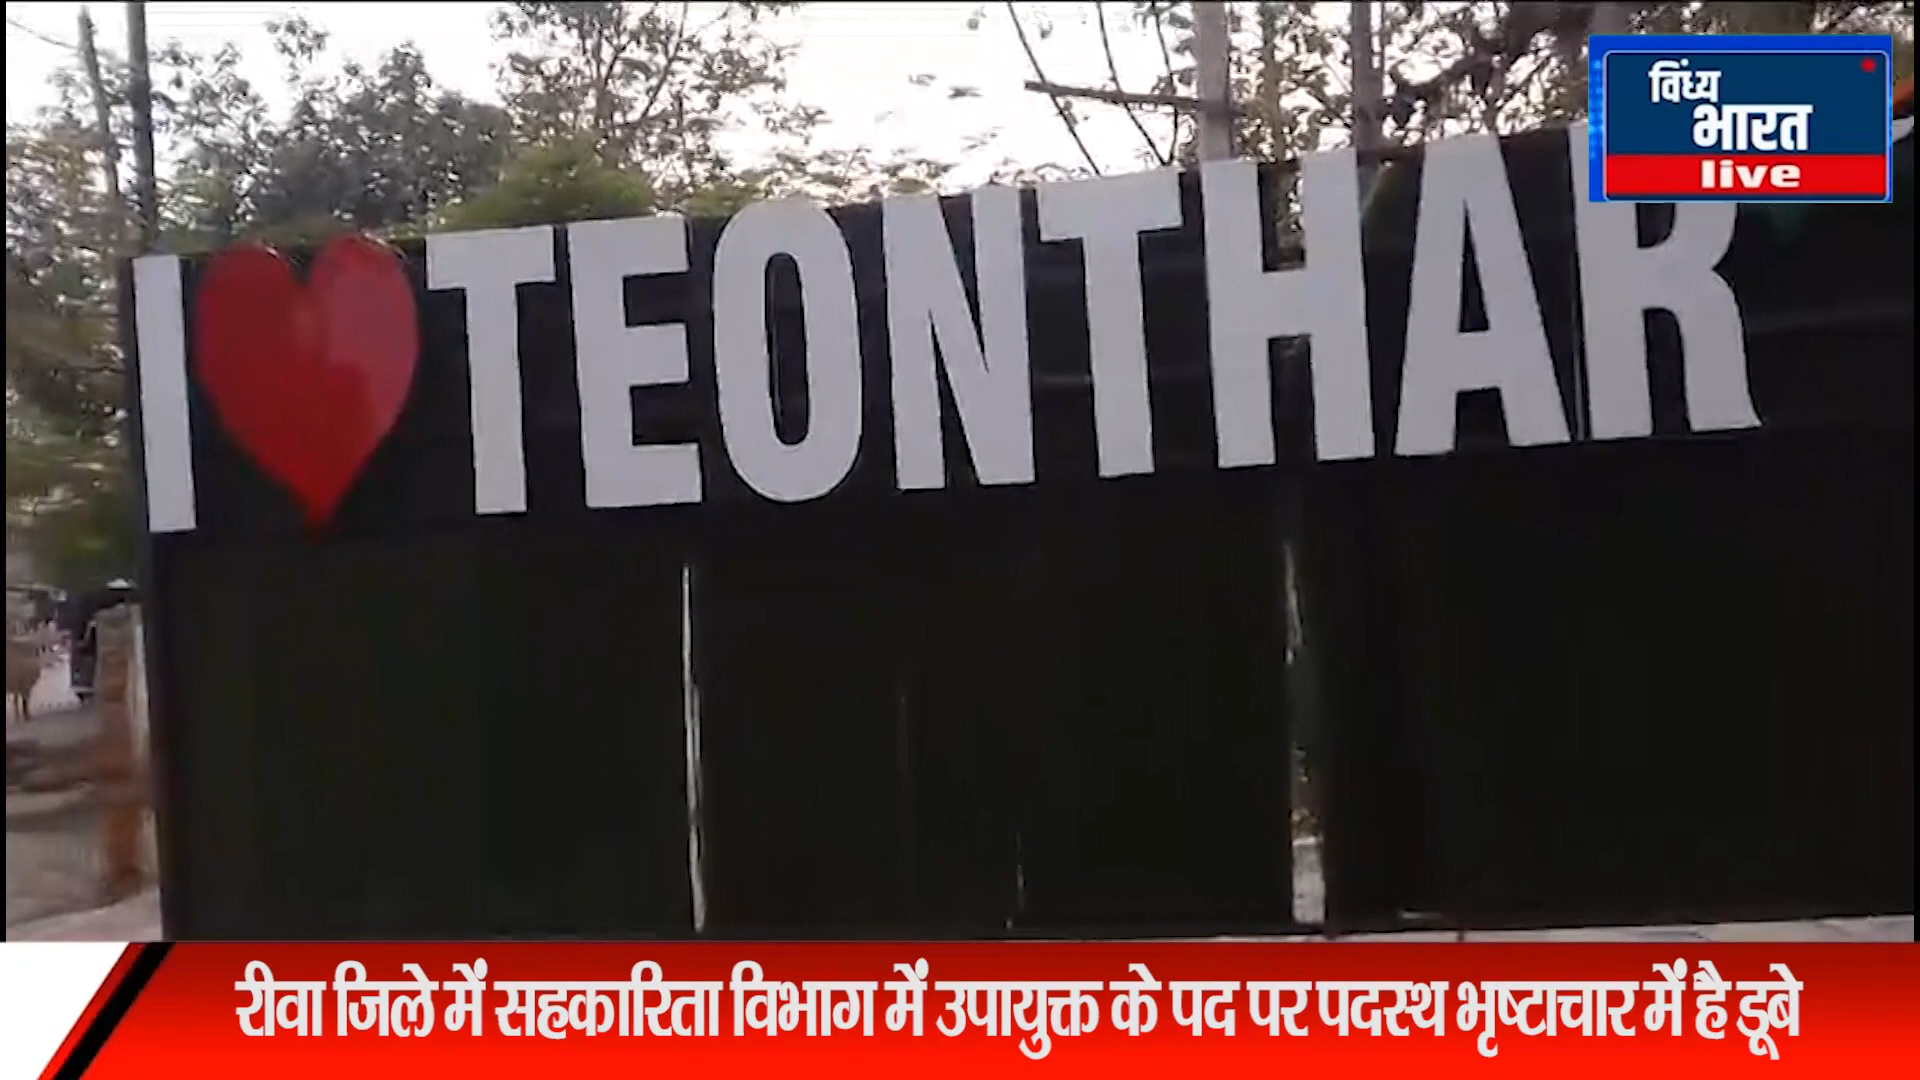 विंध्य
भारत
live
I ❤ TEONTHAR
रीवा जिले में सहकारिता विभाग में उपायुक्त के पद पर पदस्थ भृष्टाचार में है डूबे